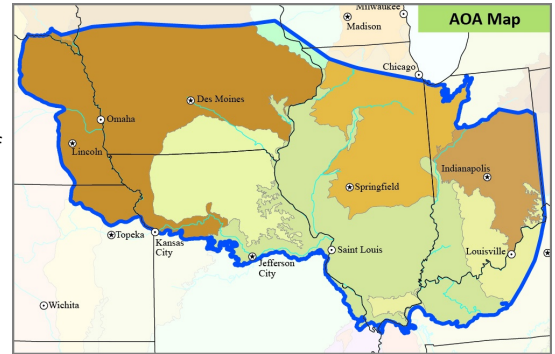 Milwaukee
AOA Map
Madison
Chicago
Des Moines
Omaha
Lincoln
Indianapolis
Springfield
Topeka
Kansas
City
Saint Louis
Louisville
Jefferson
City
Wichita